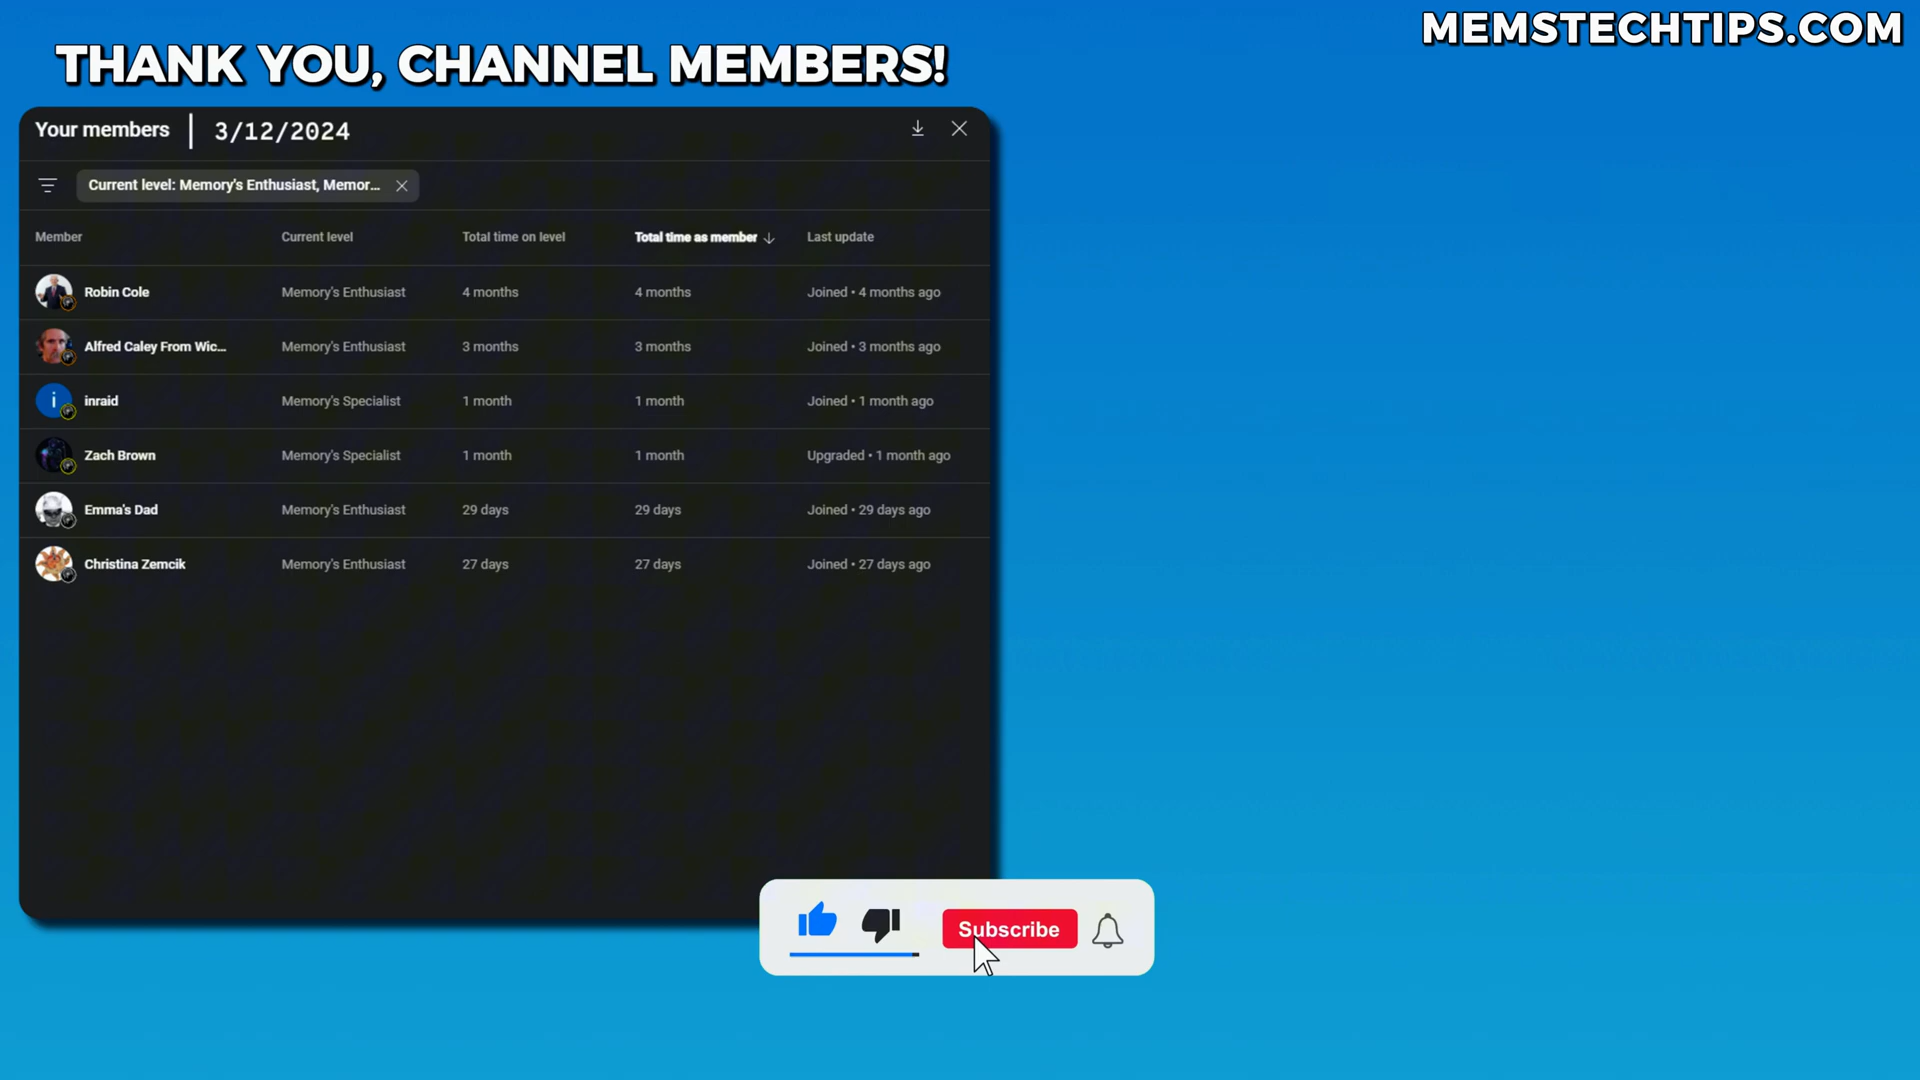 MEMSTECHTIPS.COM
THANK YOU, CHANNEL MEMBERS!
Your members | 3/12/2024
Current level: Memory's Enthusiast, Memor...
Member Current level Total time on level Total time as member Last update
Robin Cole Memory's Enthusiast 4 months 4 months Joined • 4 months ago
Alfred Caley From Wic... Memory's Enthusiast 3 months 3 months Joined • 3 months ago
i inraid Memory's Specialist 1 month 1 month Joined • 1 month ago
Zach Brown Memory's Specialist 1 month 1 month Upgraded • 1 month ago
Emma's Dad Memory's Enthusiast 29 days 29 days Joined • 29 days ago
Christina Zemcik Memory's Enthusiast 27 days 27 days Joined • 27 days ago
Subscribe